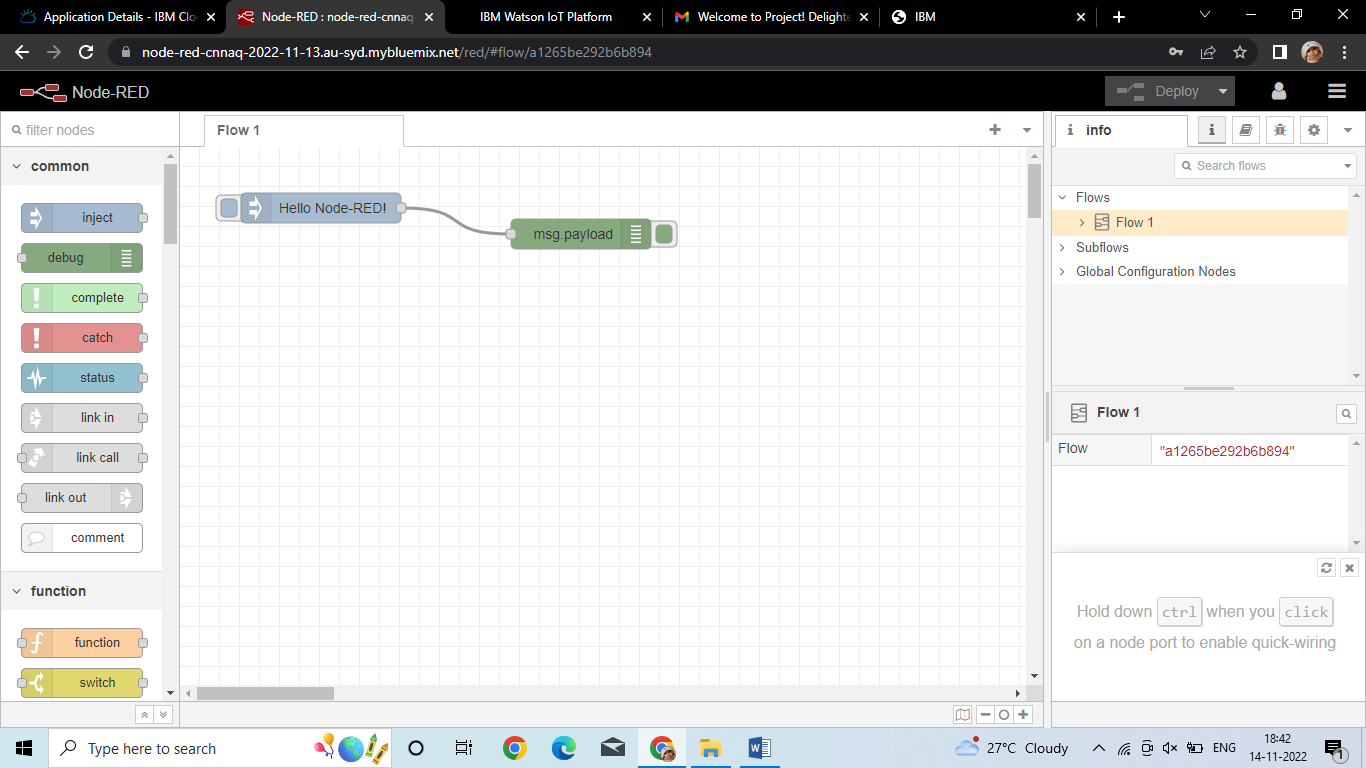 Application Details - IBM Clo
Node-RED : node-red-cnnaq
IBM Watson IoT Platform
Welcome to Project! Delighte
IBM
node-red-cnnaq-2022-11-13.au-syd.mybluemix.net/red/#flow/a1265be292b6b894
Node-RED
Deploy
filter nodes
Flow 1
info
common
Search flows
inject
debug
complete
catch
status
link in
link call
link out
comment
function
function
switch
Hello Node-RED!
msg.payload
Flows
Flow 1
Subflows
Global Configuration Nodes
Flow 1
Flow "a1265be292b6b894"
Hold down ctrl when you click
on a node port to enable quick-wiring
Type here to search
27°C Cloudy
ENG
18:42
14-11-2022
1